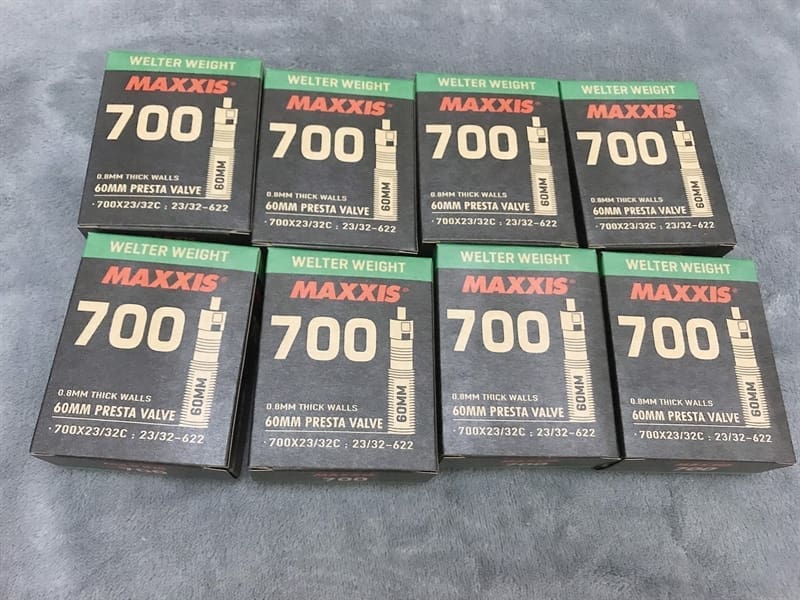 WELTER WEIGHT
MAXXIS®
700
60MM
0.8MM THICK WALLS
60MM PRESTA VALVE
·700X23/32C ; 23/32-622
WELTER WEIGHT
MAXXIS®
700
60MM
0.8MM THICK WALLS
60MM PRESTA VALVE
·700X23/32C ; 23/32-622
WELTER WEIGHT
MAXXIS®
700
60MM
0.8MM THICK WALLS
60MM PRESTA VALVE
·700X23/32C ; 23/32-622
WELTER WEIGHT
MAXXIS®
700
60MM
0.8MM THICK WALLS
60MM PRESTA VALVE
·700X23/32C ; 23/32-622
WELTER WEIGHT
MAXXIS®
700
60MM
0.8MM THICK WALLS
60MM PRESTA VALVE
·700X23/32C ; 23/32-622
WELTER WEIGHT
MAXXIS®
700
60MM
0.8MM THICK WALLS
60MM PRESTA VALVE
·700X23/32C ; 23/32-622
700
WELTER WEIGHT
MAXXIS®
700
60MM
0.8MM THICK WALLS
60MM PRESTA VALVE
·700X23/32C ; 23/32-622
700
WELTER WEIGHT
MAXXIS®
700
60MM
0.8MM THICK WALLS
60MM PRESTA VALVE
·700X23/32C ; 23/32-622
700